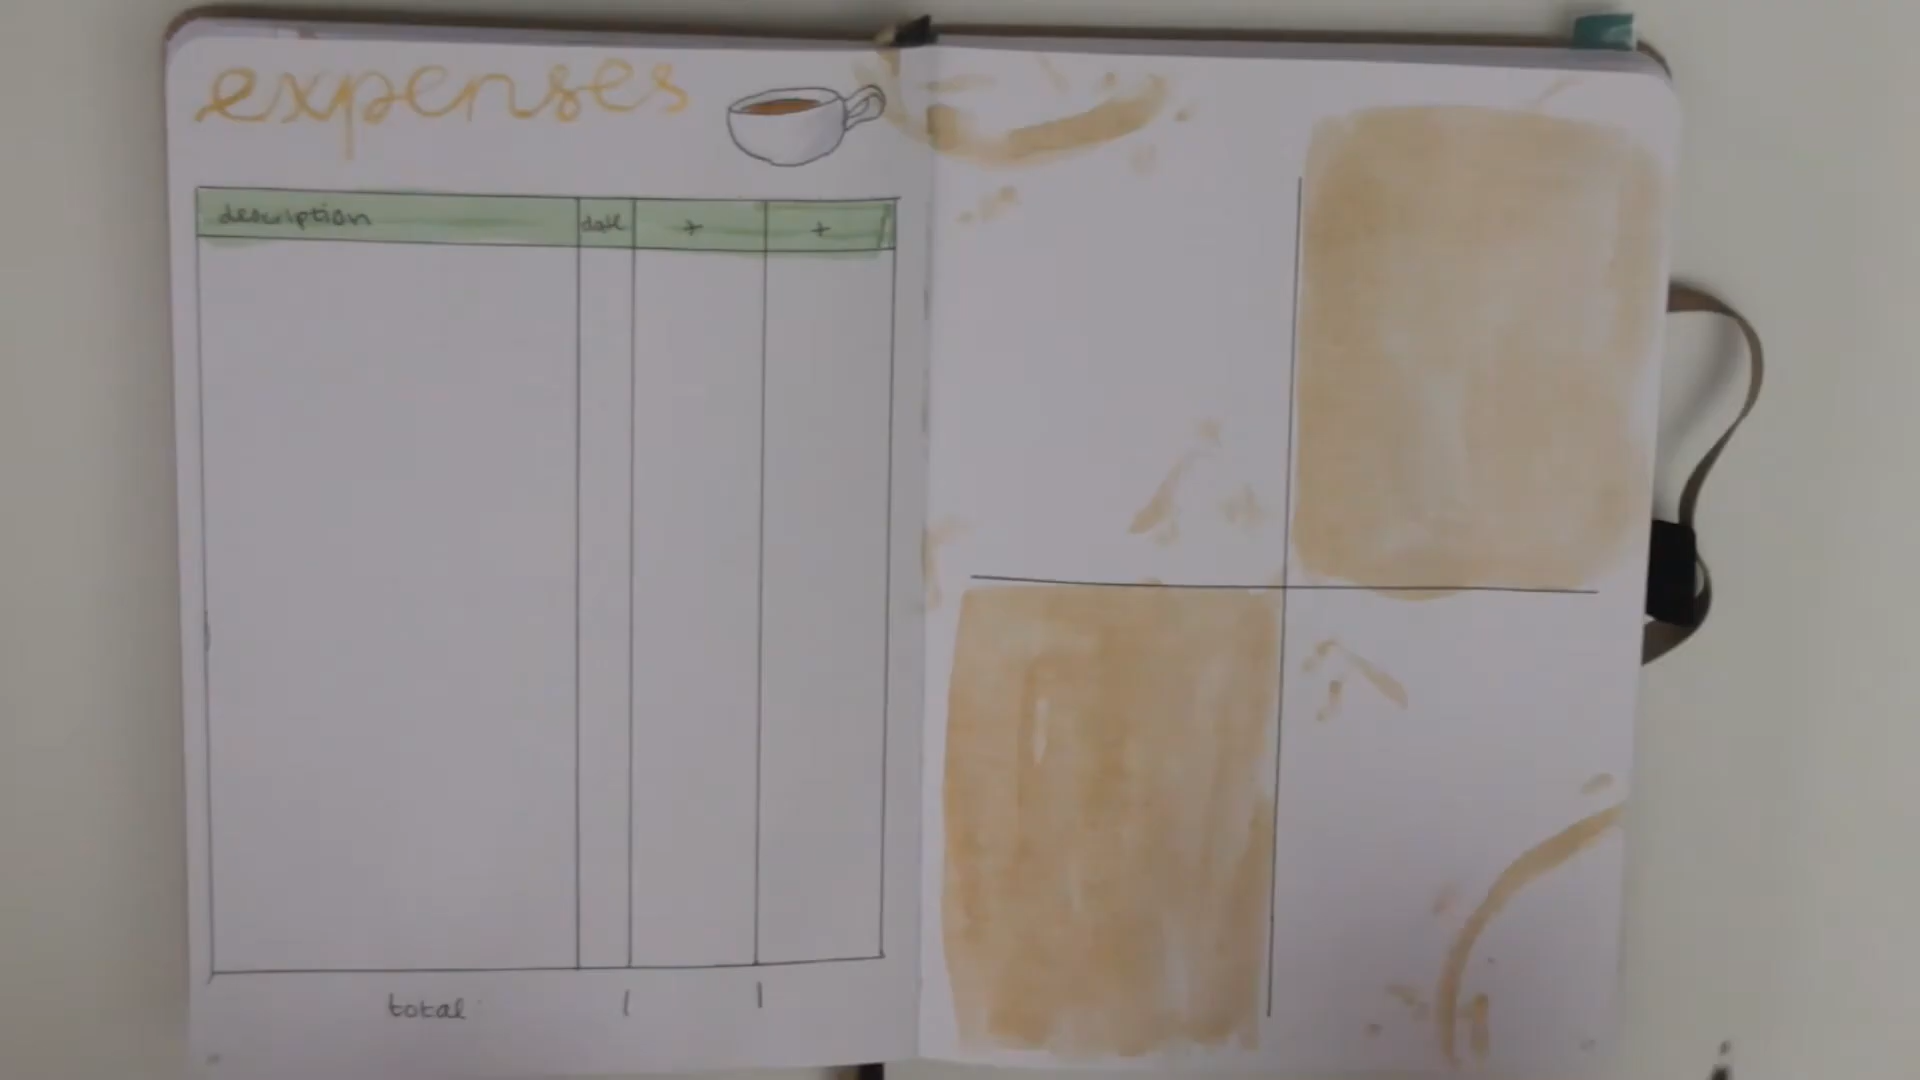 expenses
description date + +
total